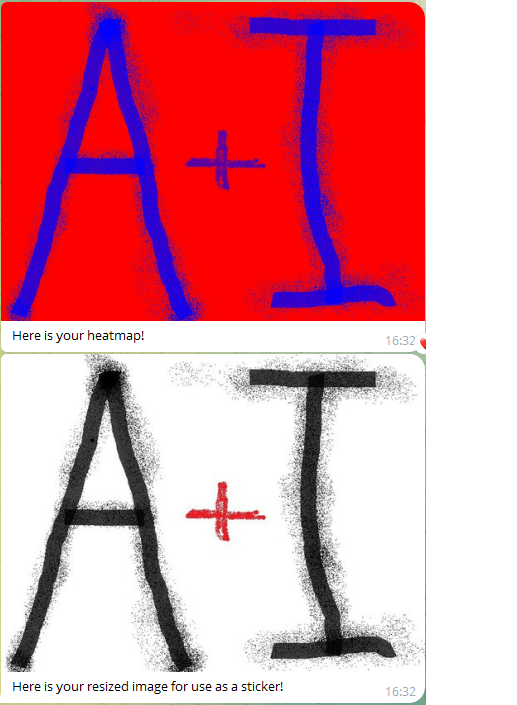 A + I
Here is your heatmap!
16:32
A + I
Here is your resized image for use as a sticker!
16:32